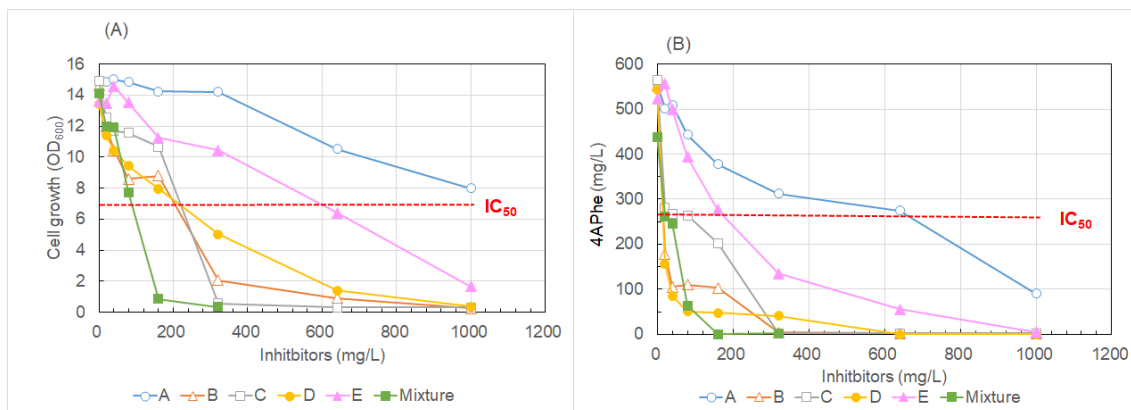 (A)
16
14
12
10
8
6
4
2
0
Cell growth (OD600)
IC50
0 200 400 600 800 1000 1200
Inhitbitors (mg/L)
A B C D E Mixture
(B)
600
500
400
300
200
100
0
4APhe (mg/L)
IC50
0 200 400 600 800 1000 1200
Inhitbitors (mg/L)
A B C D E Mixture